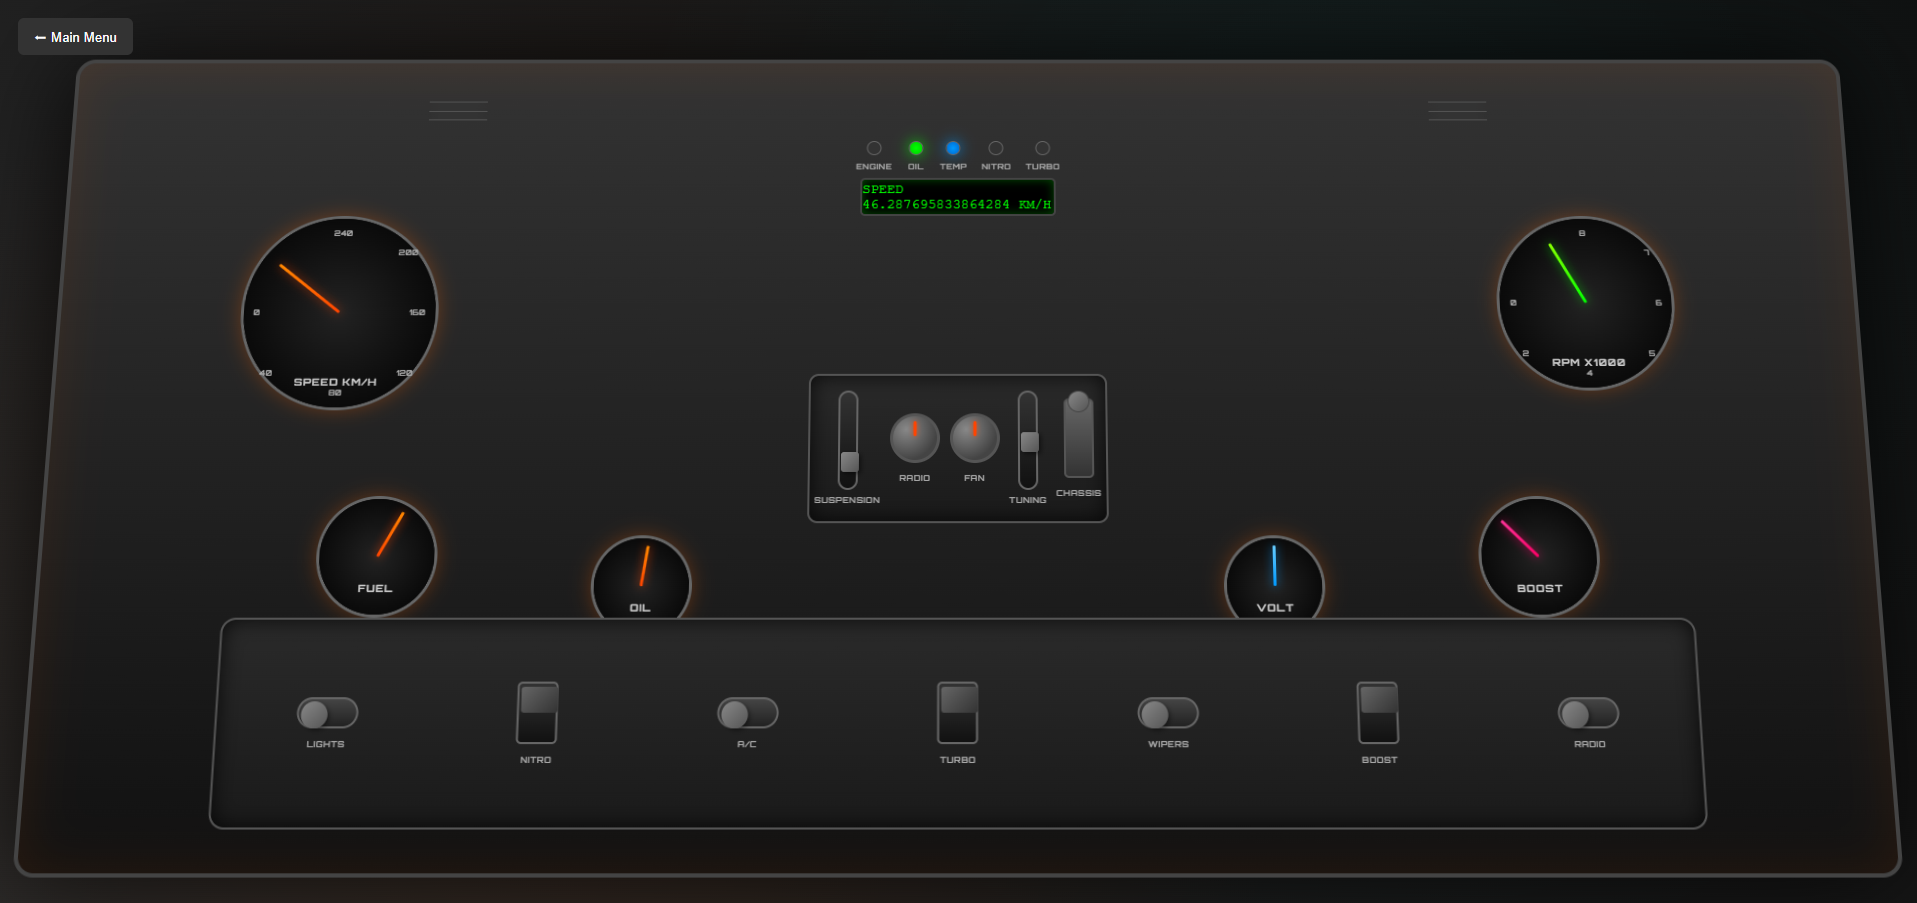 ← Main Menu
ENGINE
OIL
TEMP
NITRO
TURBO
SPEED
46.287695833864284 KM/H
240
200
0
160
40
120
SPEED KM/H
80
8
7
0
6
2
5
RPM X1000
4
RADIO
FAN
SUSPENSION
TUNING
CHASSIS
FUEL
OIL
VOLT
BOOST
LIGHTS
NITRO
A/C
TURBO
WIPERS
BOOST
RADIO